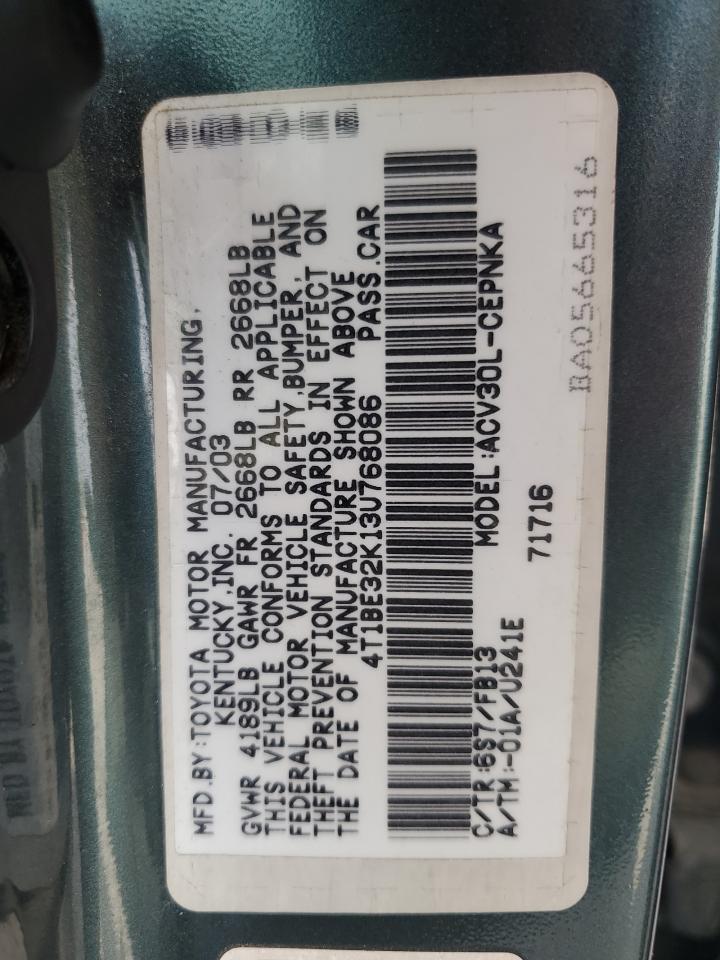 MFD.BY:TOYOTA MOTOR MANUFACTURING,
KENTUCKY,INC. 07/03
GVWR 4189LB GAWR FR 2668LB RR 2668LB
THIS VEHICLE CONFORMS TO ALL APPLICABLE
FEDERAL MOTOR VEHICLE SAFETY,BUMPER, AND
THEFT PREVENTION STANDARDS IN EFFECT ON
THE DATE OF MANUFACTURE SHOWN ABOVE
4T1BE32K13U768086 PASS.CAR
C/TR:6S7/FB13 MODEL:ACV30L-CEPNKA
A/TM:-01A/U241E
71716
BA05665316